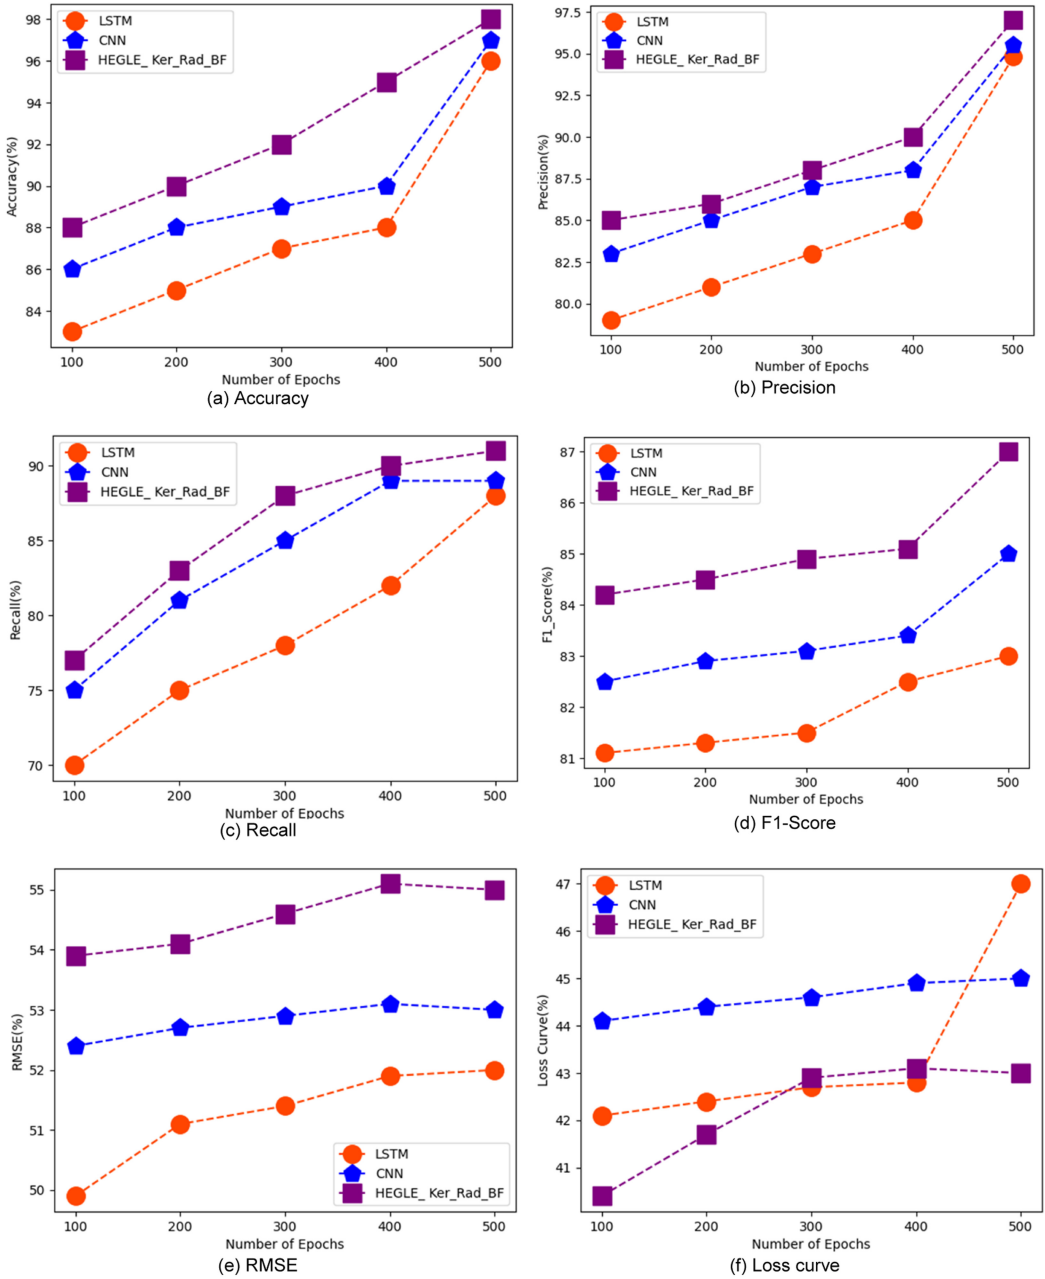 98
96
94
92
90
88
86
84
Accuracy(%)
LSTM
CNN
HEGLE_ Ker_Rad_BF
100 200 300 400 500
Number of Epochs
(a) Accuracy
97.5
95.0
92.5
90.0
87.5
85.0
82.5
80.0
Precision(%)
LSTM
CNN
HEGLE_ Ker_Rad_BF
100 200 300 400 500
Number of Epochs
(b) Precision
90
85
80
75
70
Recall(%)
LSTM
CNN
HEGLE_ Ker_Rad_BF
100 200 300 400 500
Number of Epochs
(c) Recall
87
86
85
84
83
82
81
F1_Score(%)
LSTM
CNN
HEGLE_ Ker_Rad_BF
100 200 300 400 500
Number of Epochs
(d) F1-Score
55
54
53
52
51
50
RMSE(%)
LSTM
CNN
HEGLE_ Ker_Rad_BF
100 200 300 400 500
Number of Epochs
(e) RMSE
47
46
45
44
43
42
41
Loss Curve(%)
LSTM
CNN
HEGLE_ Ker_Rad_BF
100 200 300 400 500
Number of Epochs
(f) Loss curve